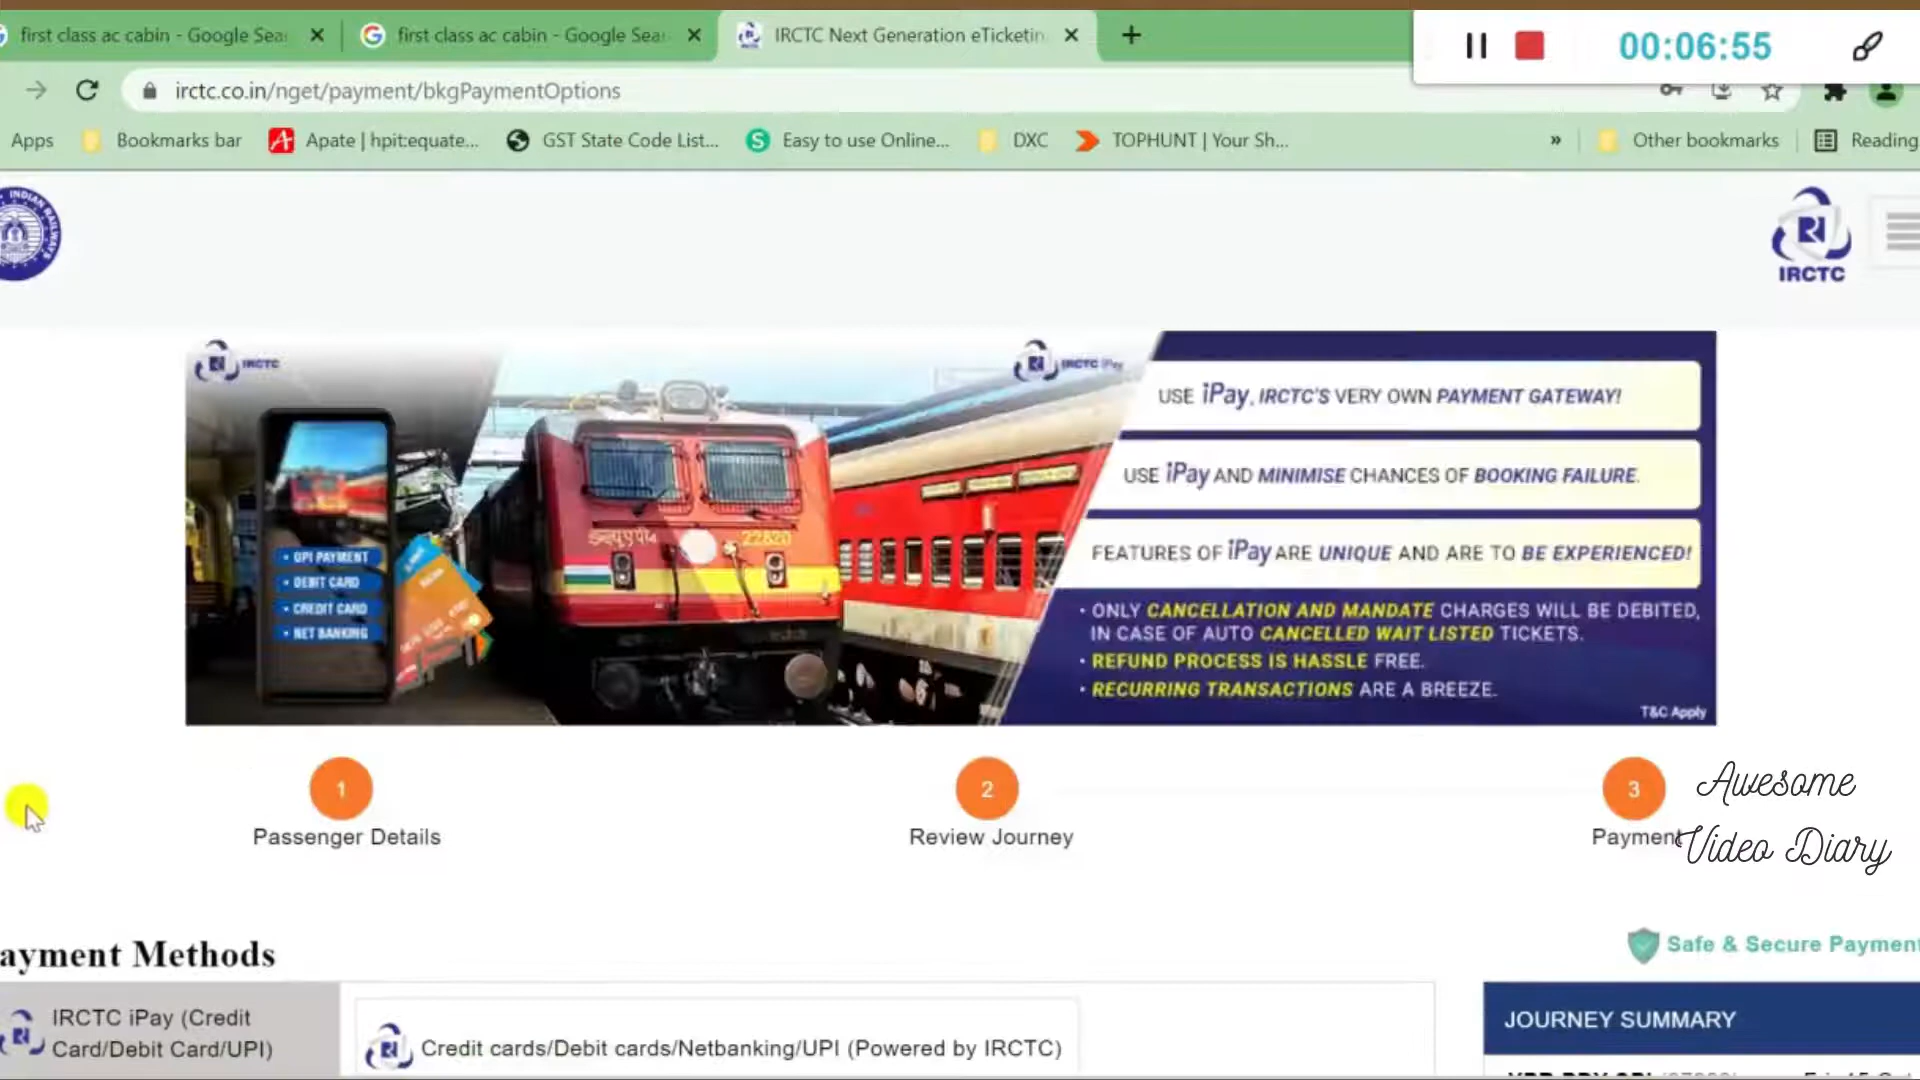 first class ac cabin - Google Sea
first class ac cabin - Google Sear
IRCTC Next Generation eTicketin
00:06:55
irctc.co.in/nget/payment/bkgPaymentOptions
Apps
Bookmarks bar
Apate | hpit:equate...
GST State Code List...
Easy to use Online...
DXC
TOPHUNT | Your Sh...
»
Other bookmarks
Reading
INDIAN RAILWAYS
IRCTC
IRCTC
IRCTC iPay
USE iPay, IRCTC'S VERY OWN PAYMENT GATEWAY!
USE iPay AND MINIMISE CHANCES OF BOOKING FAILURE.
FEATURES OF iPay ARE UNIQUE AND ARE TO BE EXPERIENCED!
• ONLY CANCELLATION AND MANDATE CHARGES WILL BE DEBITED,
IN CASE OF AUTO CANCELLED WAIT LISTED TICKETS.
• REFUND PROCESS IS HASSLE FREE.
• RECURRING TRANSACTIONS ARE A BREEZE.
T&C Apply
• UPI PAYMENT
• DEBIT CARD
• CREDIT CARD
• NET BANKING
22820
1
2
3
Passenger Details
Review Journey
Payment
Awesome
Video Diary
ayment Methods
Safe & Secure Payment
IRCTC iPay (Credit
Card/Debit Card/UPI)
Credit cards/Debit cards/Netbanking/UPI (Powered by IRCTC)
JOURNEY SUMMARY